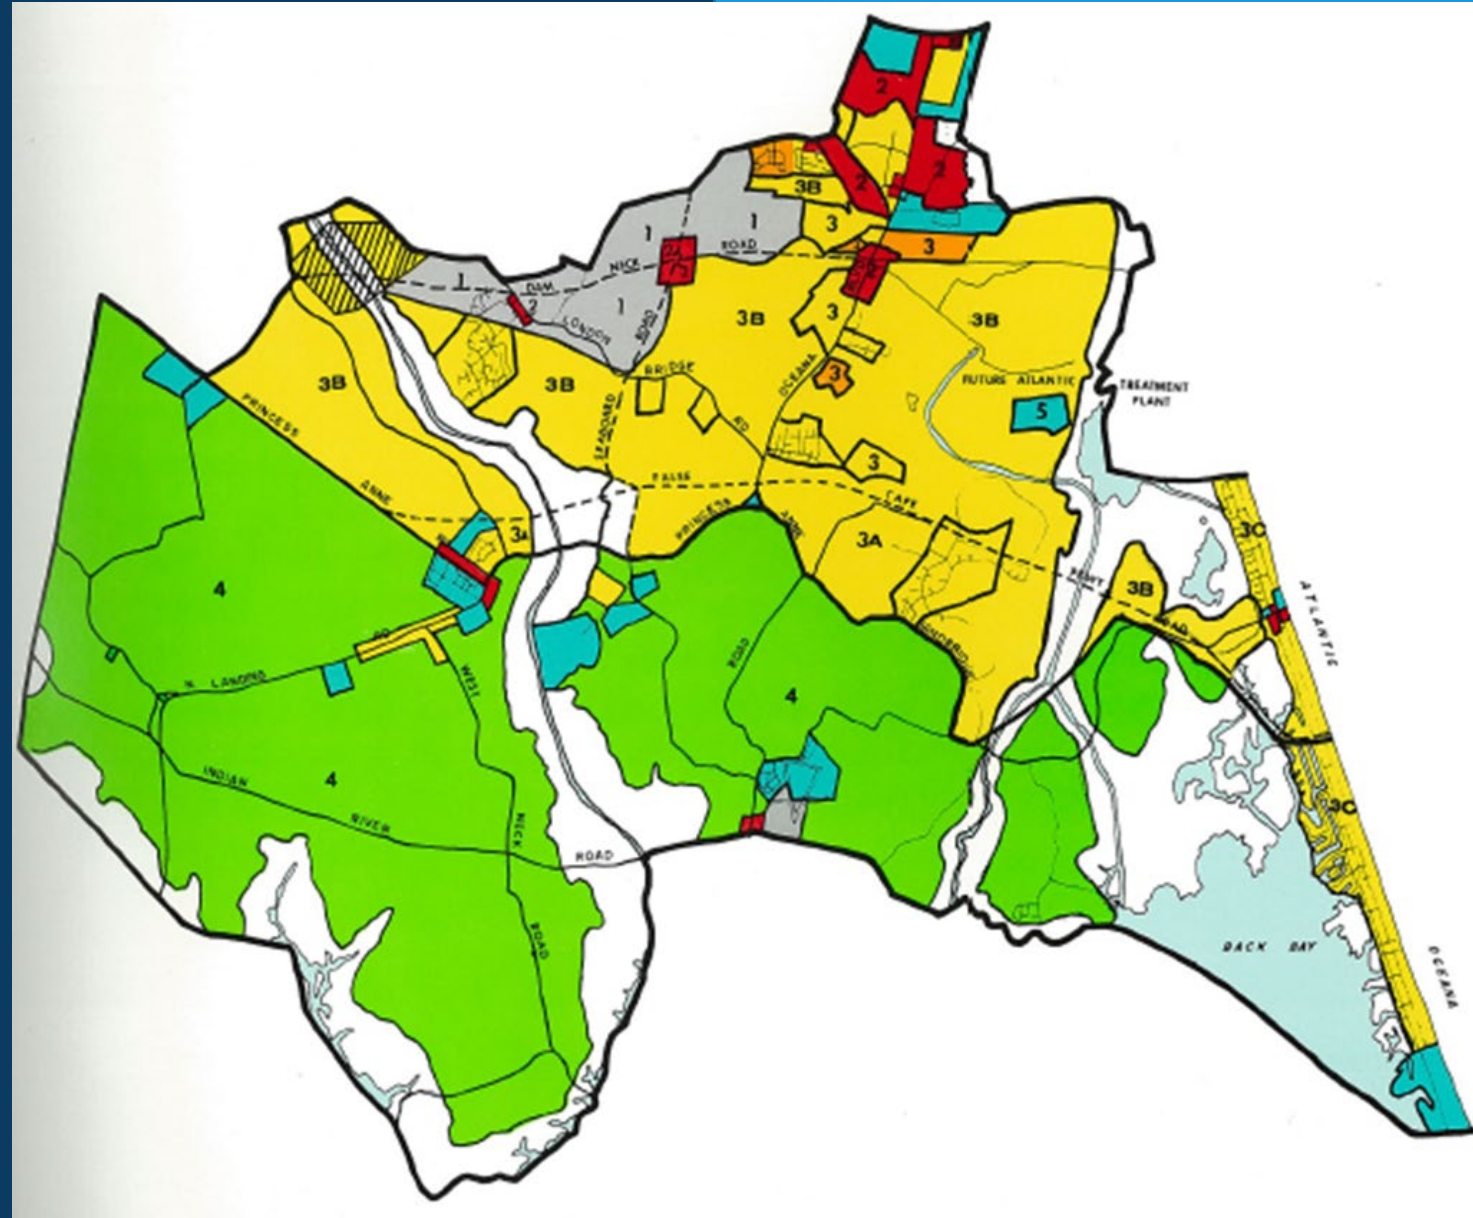 2
2
2
3B
3
3
1
1
ROAD
NICK
DAM
1
2
1
LONDON
ROAD
3B
3
3B
3B
3B
BRIDGE
RD
SEABOARD
OCEANA
3
FUTURE ATLANTIC
5
TREATMENT
PLANT
PRINCESS
ANNE
3
FALSE
CAPE
PRINCESS
ANNE
3A
3A
FERRY
3B
ROAD
3C
ATLANTIC
4
RD
N. LANDING
WEST
SANDBRIDGE
ROAD
4
4
INDIAN
RIVER
NECK
ROAD
3C
ROAD
BACK BAY
OCEANA